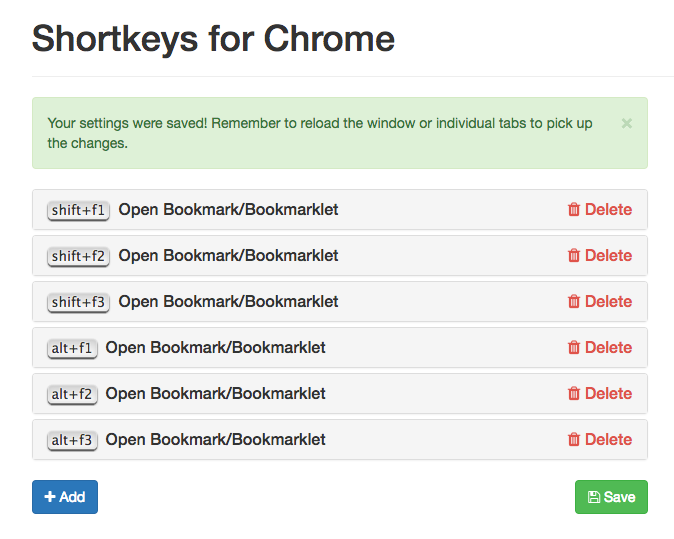 Shortkeys for Chrome
Your settings were saved! Remember to reload the window or individual tabs to pick up ×
the changes.
shift+f1 Open Bookmark/Bookmarklet Delete
shift+f2 Open Bookmark/Bookmarklet Delete
shift+f3 Open Bookmark/Bookmarklet Delete
alt+f1 Open Bookmark/Bookmarklet Delete
alt+f2 Open Bookmark/Bookmarklet Delete
alt+f3 Open Bookmark/Bookmarklet Delete
+ Add Save